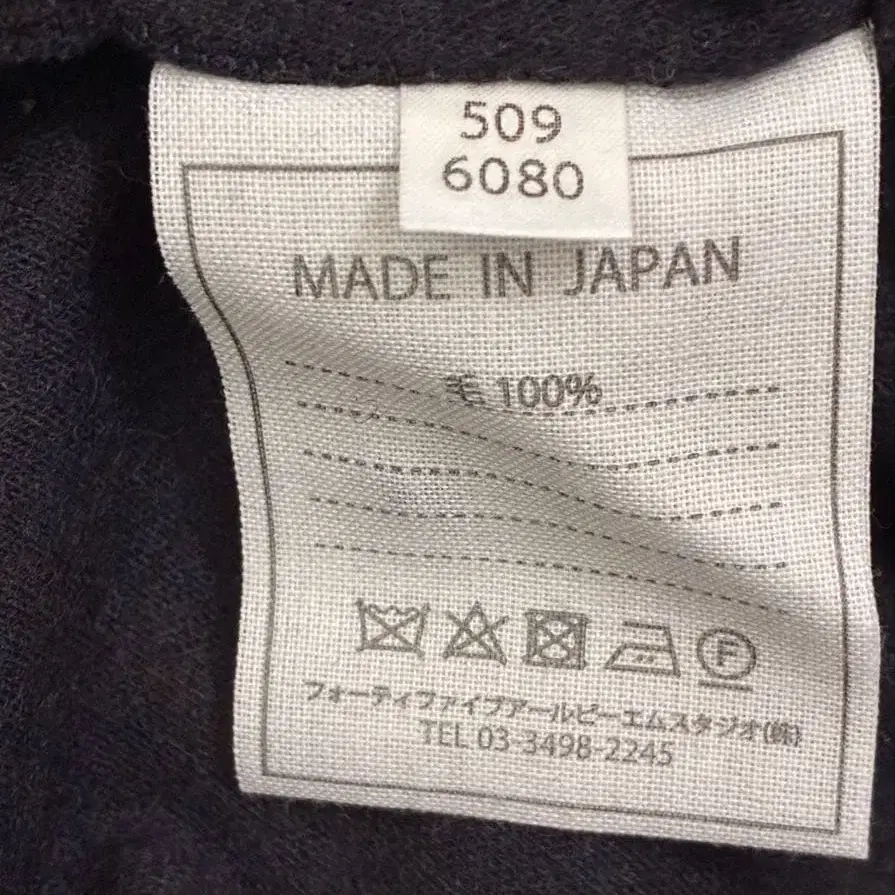 509
6080
MADE IN JAPAN
毛 100%
F
フォーティファイブアールピーエムスタジオ(株)
TEL 03-3498-2245